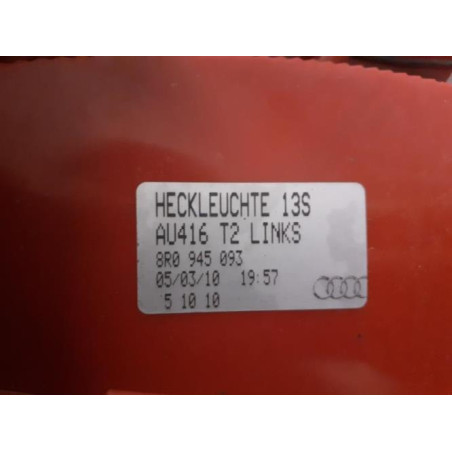 HECKLEUCHTE 13S
AU416 T2 LINKS
8R0 945 093
05/03/10 19:57
5 10 10